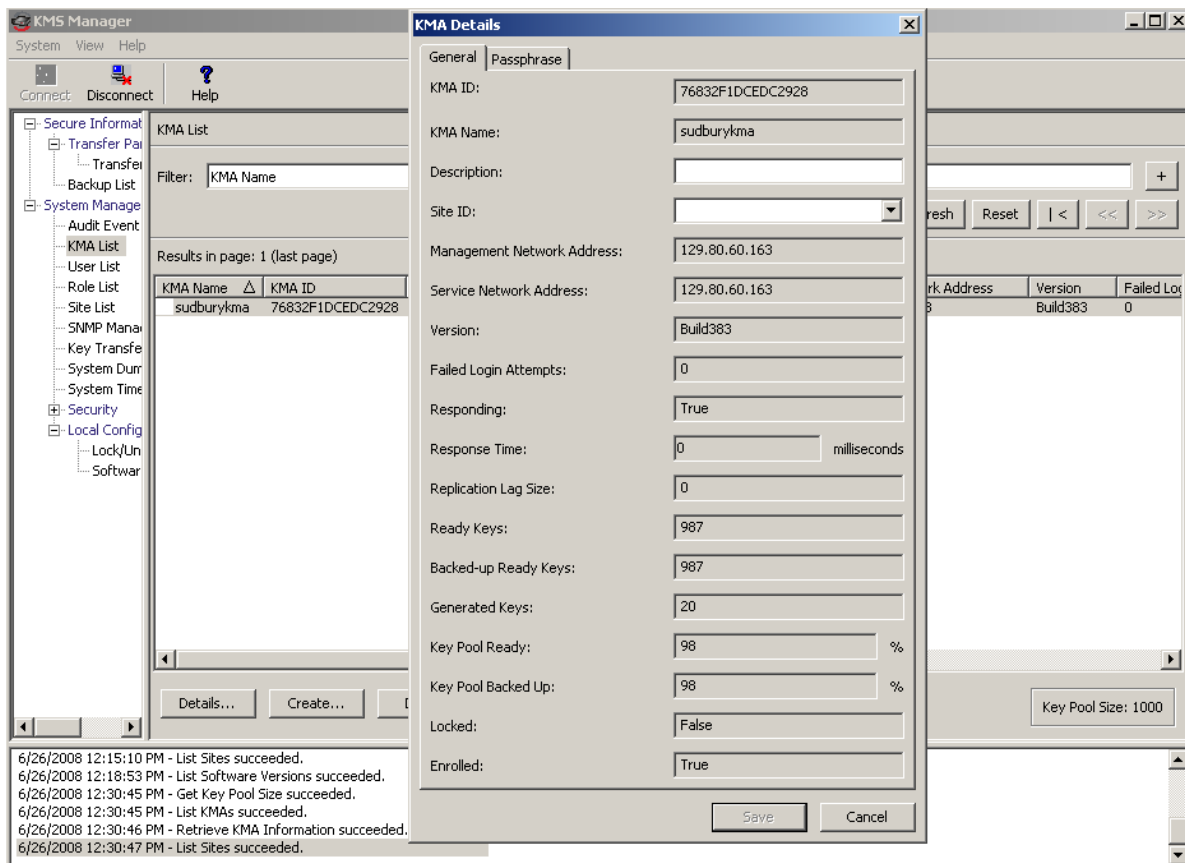 KMS Manager
System View Help
Connect Disconnect Help
Secure Informat
Transfer Par
Transfer
Backup List
System Manage
Audit Event
KMA List
User List
Role List
Site List
SNMP Mana
Key Transfe
System Dum
System Time
Security
Local Config
Lock/Un
Softwar
KMA List
Filter: KMA Name +
resh Reset |< << >>
Results in page: 1 (last page)
KMA Name KMA ID rk Address Version Failed Log
sudburykma 76832F1DCEDC2928 3 Build383 0
Details... Create... Key Pool Size: 1000
KMA Details
General Passphrase
KMA ID: 76832F1DCEDC2928
KMA Name: sudburykma
Description:
Site ID:
Management Network Address: 129.80.60.163
Service Network Address: 129.80.60.163
Version: Build383
Failed Login Attempts: 0
Responding: True
Response Time: 0 milliseconds
Replication Lag Size: 0
Ready Keys: 987
Backed-up Ready Keys: 987
Generated Keys: 20
Key Pool Ready: 98 %
Key Pool Backed Up: 98 %
Locked: False
Enrolled: True
Save Cancel
6/26/2008 12:15:10 PM - List Sites succeeded.
6/26/2008 12:18:53 PM - List Software Versions succeeded.
6/26/2008 12:30:45 PM - Get Key Pool Size succeeded.
6/26/2008 12:30:45 PM - List KMAs succeeded.
6/26/2008 12:30:46 PM - Retrieve KMA Information succeeded.
6/26/2008 12:30:47 PM - List Sites succeeded.